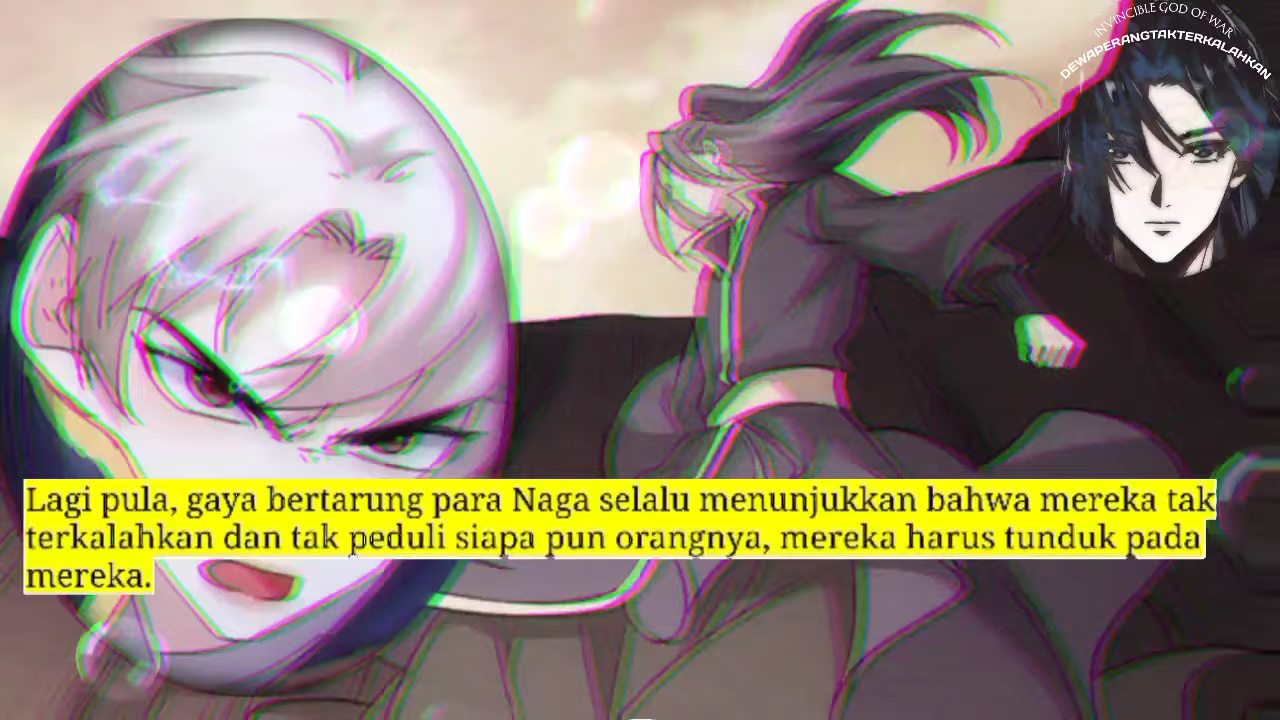 INVINCIBLE GOD OF WAR
DEWAPERANGTAKTERKALAHKAN
Lagi pula, gaya bertarung para Naga selalu menunjukkan bahwa mereka tak
terkalahkan dan tak peduli siapa pun orangnya, mereka harus tunduk pada
mereka.